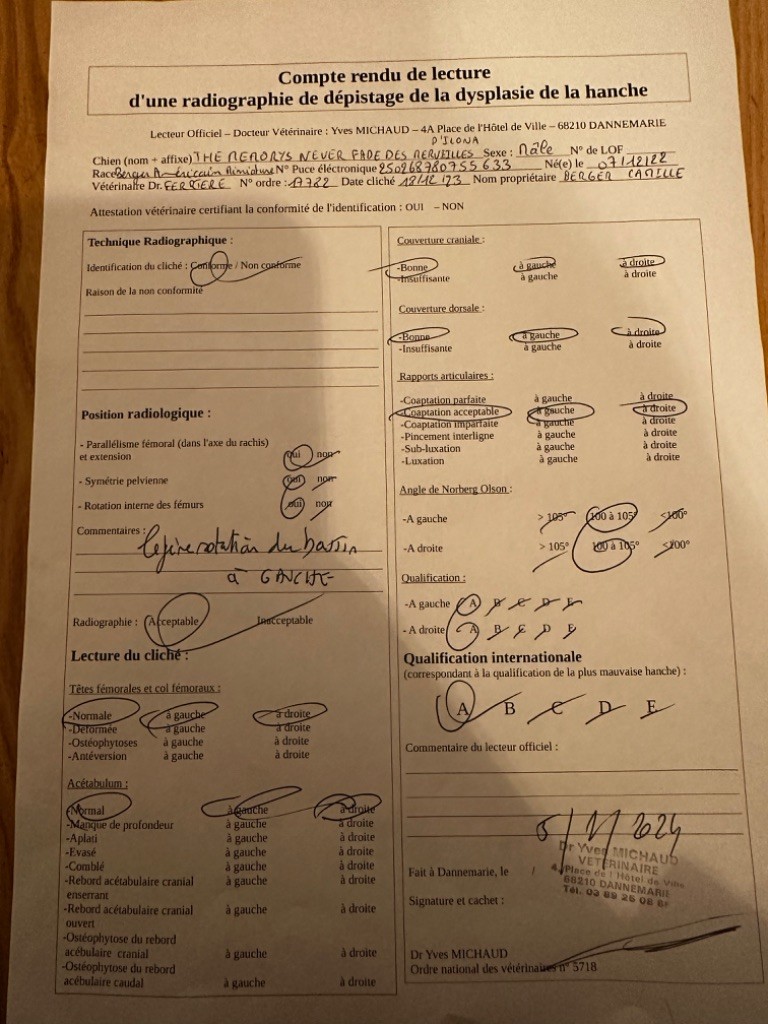 Compte rendu de lecture
d'une radiographie de dépistage de la dysplasie de la hanche
Lecteur Officiel – Docteur Vétérinaire : Yves MICHAUD – 4A Place de l'Hôtel de Ville – 68210 DANNEMARIE
D'ILONA
Chien (nom + affixe) THE MEMORYS NEVER FADE DES MERVEILLES Sexe : Mâle N° de LOF
Race Berger Américain Miniature N° Puce éléctronique 250268780755633 Né(e) le 07/12/22
Vétérinaire Dr. FERRIERE N° ordre : 17782 Date cliché 18/12/23 Nom propriétaire BERGER CAMILLE
Attestation vétérinaire certifiant la conformité de l'identification : OUI – NON
Technique Radiographique :
Identification du cliché : Conforme / Non conforme
Raison de la non conformité
Position radiologique :
- Parallélisme fémoral (dans l'axe du rachis)
et extension oui non
- Symétrie pelvienne oui non
- Rotation interne des fémurs oui non
Commentaires : légère rotation du bassin
à GAUCHE
Radiographie : Acceptable Inacceptable
Lecture du cliché :
Têtes fémorales et col fémoraux :
-Normale à gauche à droite
-Déformée à gauche à droite
-Ostéophytoses à gauche à droite
-Antéversion à gauche à droite
Acétabulum :
-Normal à gauche à droite
-Manque de profondeur à gauche à droite
-Aplati à gauche à droite
-Evasé à gauche à droite
-Comblé à gauche à droite
-Rebord acétabulaire cranial à gauche à droite
enserrant
-Rebord acétabulaire cranial à gauche à droite
ouvert
-Ostéophytose du rebord
acébulaire cranial à gauche à droite
-Ostéophytose du rebord
acébulaire caudal à gauche à droite
Couverture craniale :
-Bonne à gauche à droite
-Insuffisante à gauche à droite
Couverture dorsale :
-Bonne à gauche à droite
-Insuffisante à gauche à droite
Rapports articulaires :
-Coaptation parfaite à gauche à droite
-Coaptation acceptable à gauche à droite
-Coaptation imparfaite à gauche à droite
-Pincement interligne à gauche à droite
-Sub-luxation à gauche à droite
-Luxation à gauche à droite
Angle de Norberg Olson :
-A gauche > 105° 100 à 105° <100°
-A droite > 105° 100 à 105° <100°
Qualification :
-A gauche A B C D E
- A droite A B C D E
Qualification internationale
(correspondant à la qualification de la plus mauvaise hanche) :
A B C D E
Commentaire du lecteur officiel :
5/1/2024
Fait à Dannemarie, le /
Dr Yves MICHAUD
VETERINAIRE
4, Place de l'Hôtel de Ville
68210 DANNEMARIE
Tél. 03 89 25 08
Signature et cachet :
Dr Yves MICHAUD
Ordre national des vétérinaires n° 5718